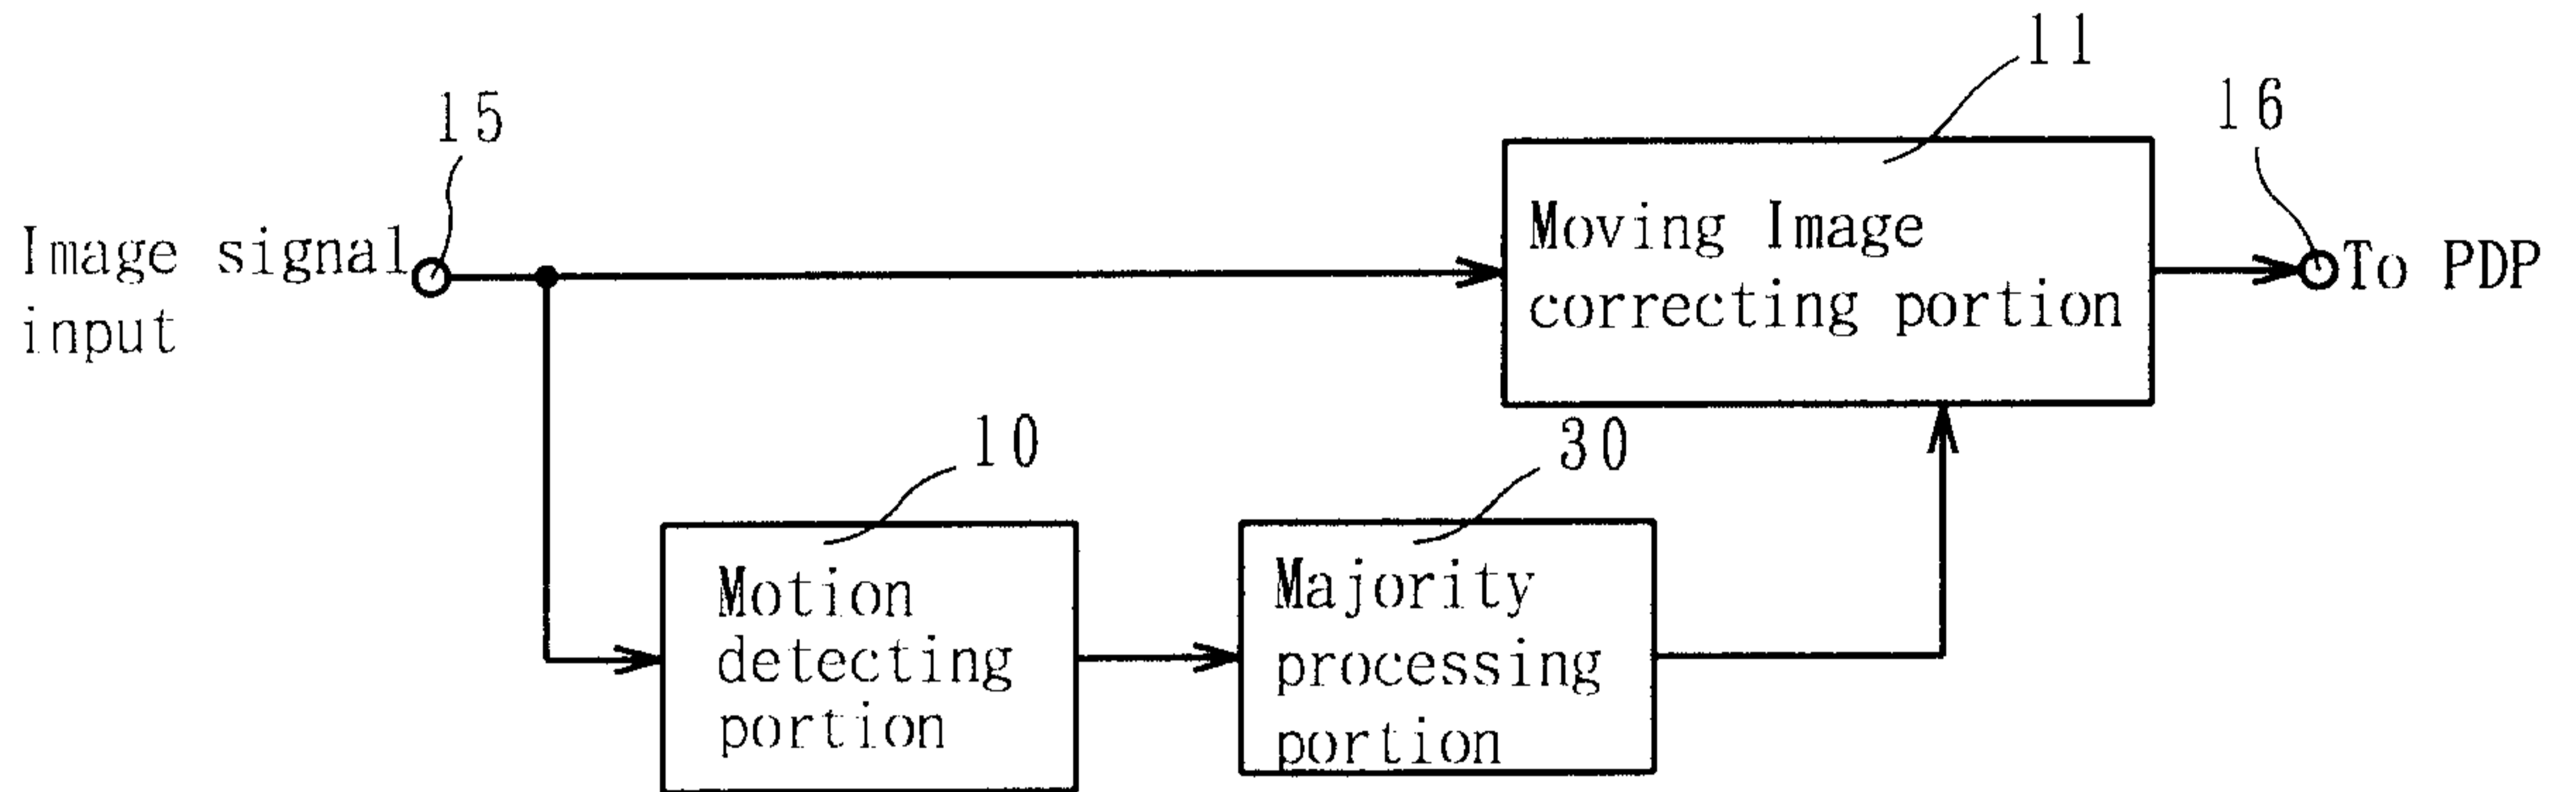 11
15
16
Image signal
input
Moving Image
correcting portion
To PDP
10
30
Motion
detecting
portion
Majority
processing
portion